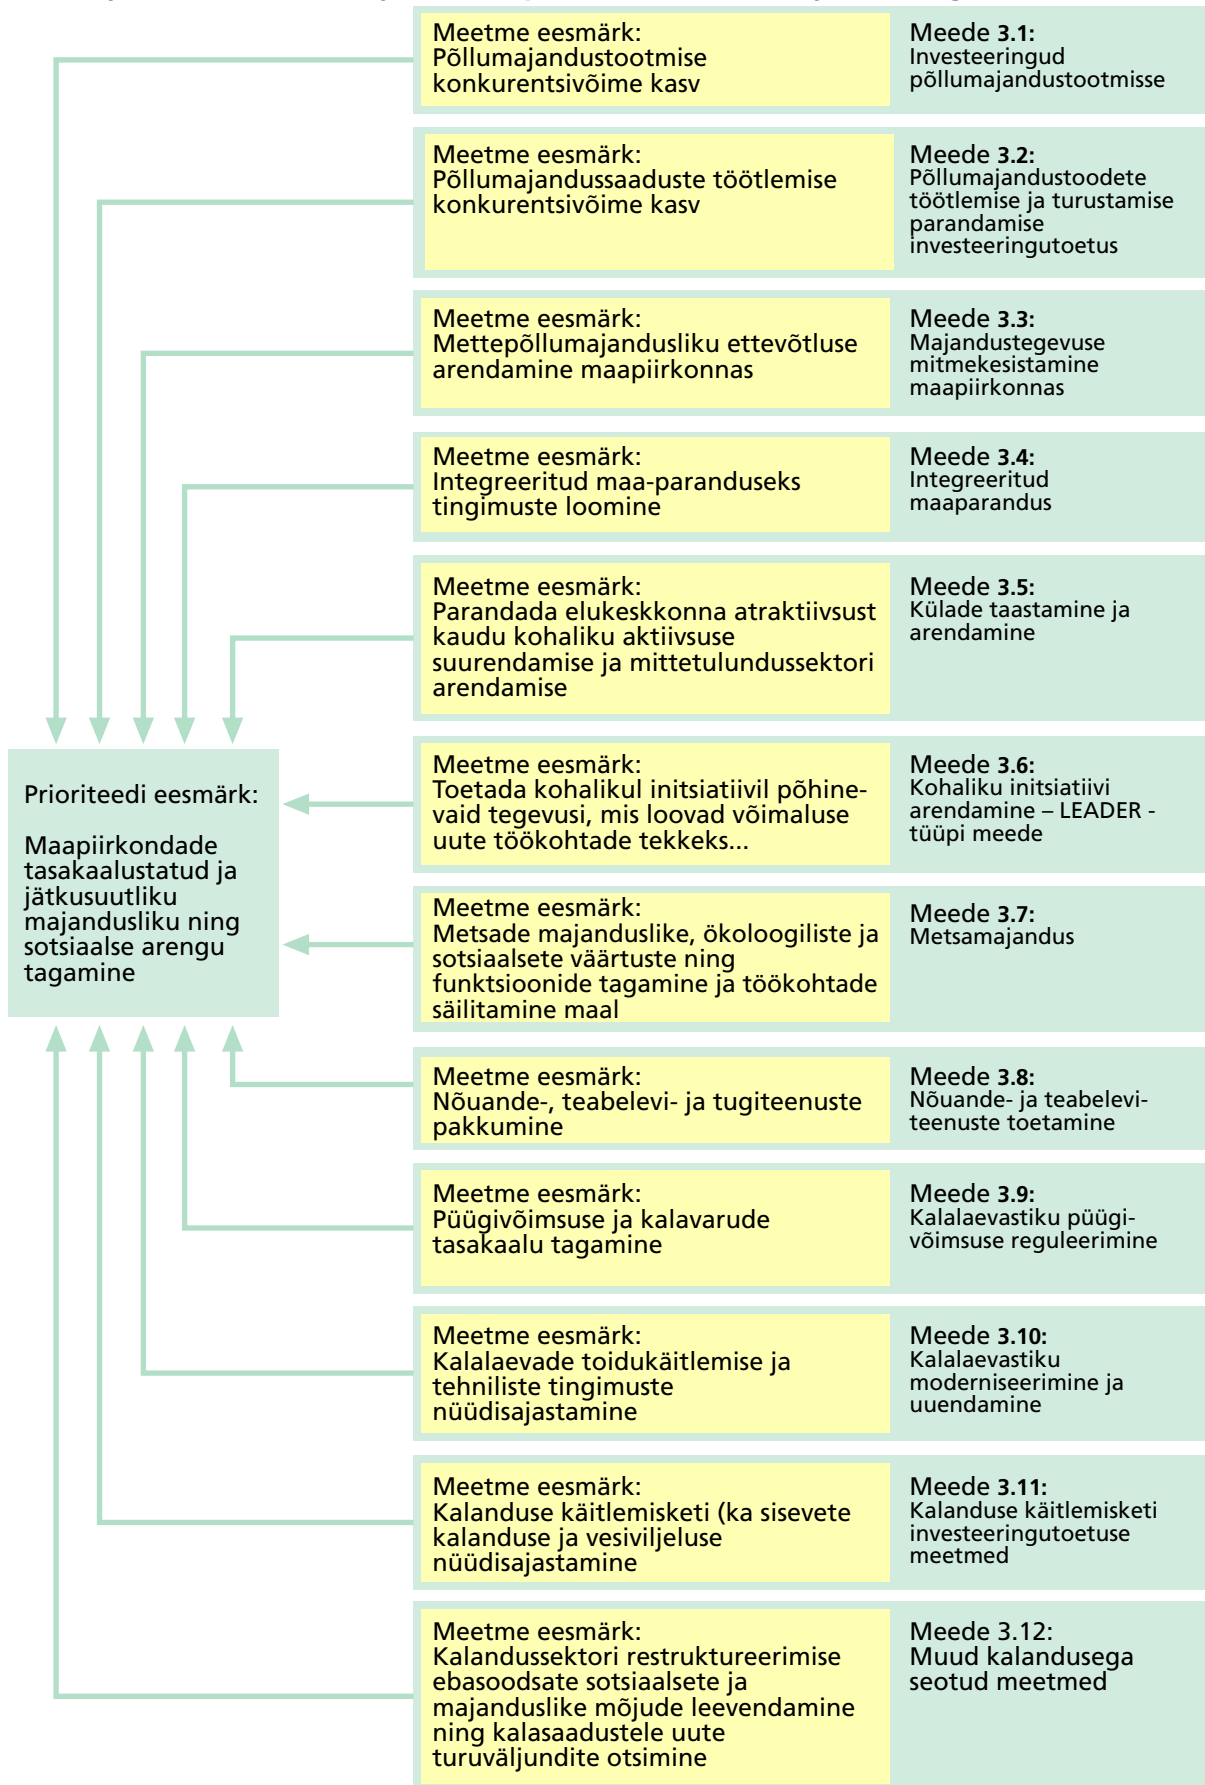 Meetme eesmärk:
Põllumajandustootmise
konkurentsivõime kasv
Meede 3.1:
Investeeringud
põllumajandustootmisse
Meetme eesmärk:
Põllumajandussaaduste töötlemise
konkurentsivõime kasv
Meede 3.2:
Põllumajandustoodete
töötlemise ja turustamise
parandamise
investeeringutoetus
Meetme eesmärk:
Mettepõllumajandusliku ettevõtluse
arendamine maapiirkonnas
Meede 3.3:
Majandustegevuse
mitmekesistamine
maapiirkonnas
Meetme eesmärk:
Integreeritud maa-paranduseks
tingimuste loomine
Meede 3.4:
Integreeritud
maaparandus
Meetme eesmärk:
Parandada elukeskkonna atraktiivsust
kaudu kohaliku aktiivsuse
suurendamise ja mittetulundussektori
arendamise
Meede 3.5:
Külade taastamine ja
arendamine
Prioriteedi eesmärk:
Maapiirkondade
tasakaalustatud ja
jätkusuutliku
majandusliku ning
sotsiaalse arengu
tagamine
Meetme eesmärk:
Toetada kohalikul initsiatiivil põhine-
vaid tegevusi, mis loovad võimaluse
uute töökohtade tekkeks...
Meede 3.6:
Kohaliku initsiatiivi
arendamine – LEADER -
tüüpi meede
Meetme eesmärk:
Metsade majanduslike, ökoloogiliste ja
sotsiaalsete väärtuste ning
funktsioonide tagamine ja töökohtade
säilitamine maal
Meede 3.7:
Metsamajandus
Meetme eesmärk:
Nõuande-, teabelevi- ja tugiteenuste
pakkumine
Meede 3.8:
Nõuande- ja teabelevi-
teenuste toetamine
Meetme eesmärk:
Püügivõimsuse ja kalavarude
tasakaalu tagamine
Meede 3.9:
Kalalaevastiku püügi-
võimsuse reguleerimine
Meetme eesmärk:
Kalalaevade toidukäitlemise ja
tehniliste tingimuste
nüüdisajastamine
Meede 3.10:
Kalalaevastiku
moderniseerimine ja
uuendamine
Meetme eesmärk:
Kalanduse käitlemisketi (ka sisevete
kalanduse ja vesiviljeluse
nüüdisajastamine
Meede 3.11:
Kalanduse käitlemisketi
investeeringutoetuse
meetmed
Meetme eesmärk:
Kalandussektori restruktureerimise
ebasoodsate sotsiaalsete ja
majanduslike mõjude leevendamine
ning kalasaadustele uute
turuväljundite otsimine
Meede 3.12:
Muud kalandusega
seotud meetmed